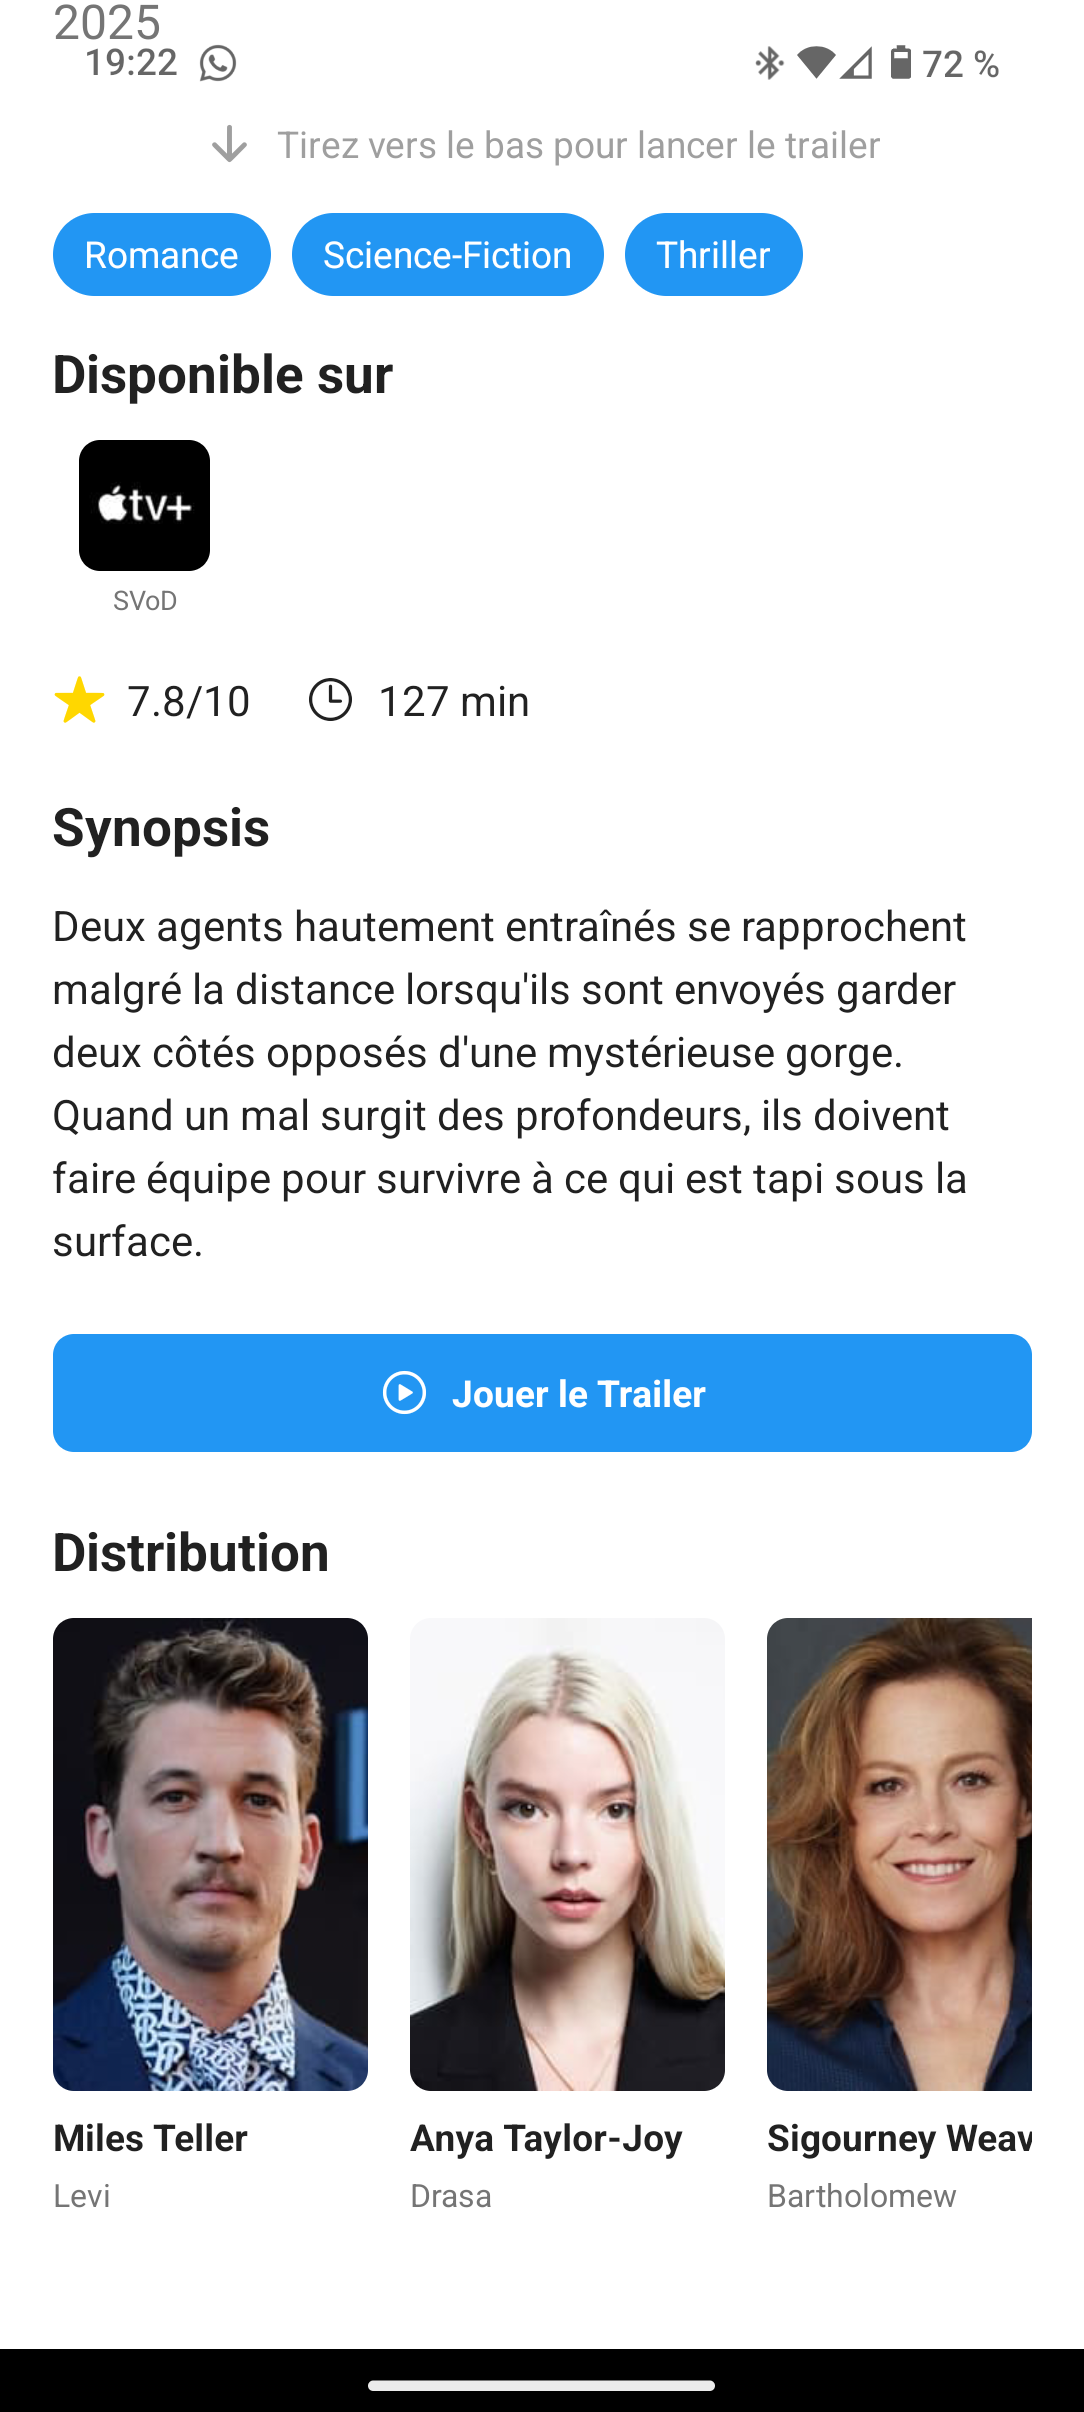 2025
19:22
72 %
Tirez vers le bas pour lancer le trailer
Romance
Science-Fiction
Thriller
Disponible sur
tv+
SVoD
7.8/10
127 min
Synopsis
Deux agents hautement entraînés se rapprochent
malgré la distance lorsqu'ils sont envoyés garder
deux côtés opposés d'une mystérieuse gorge.
Quand un mal surgit des profondeurs, ils doivent
faire équipe pour survivre à ce qui est tapi sous la
surface.
Jouer le Trailer
Distribution
Miles Teller
Levi
Anya Taylor-Joy
Drasa
Sigourney Weav
Bartholomew